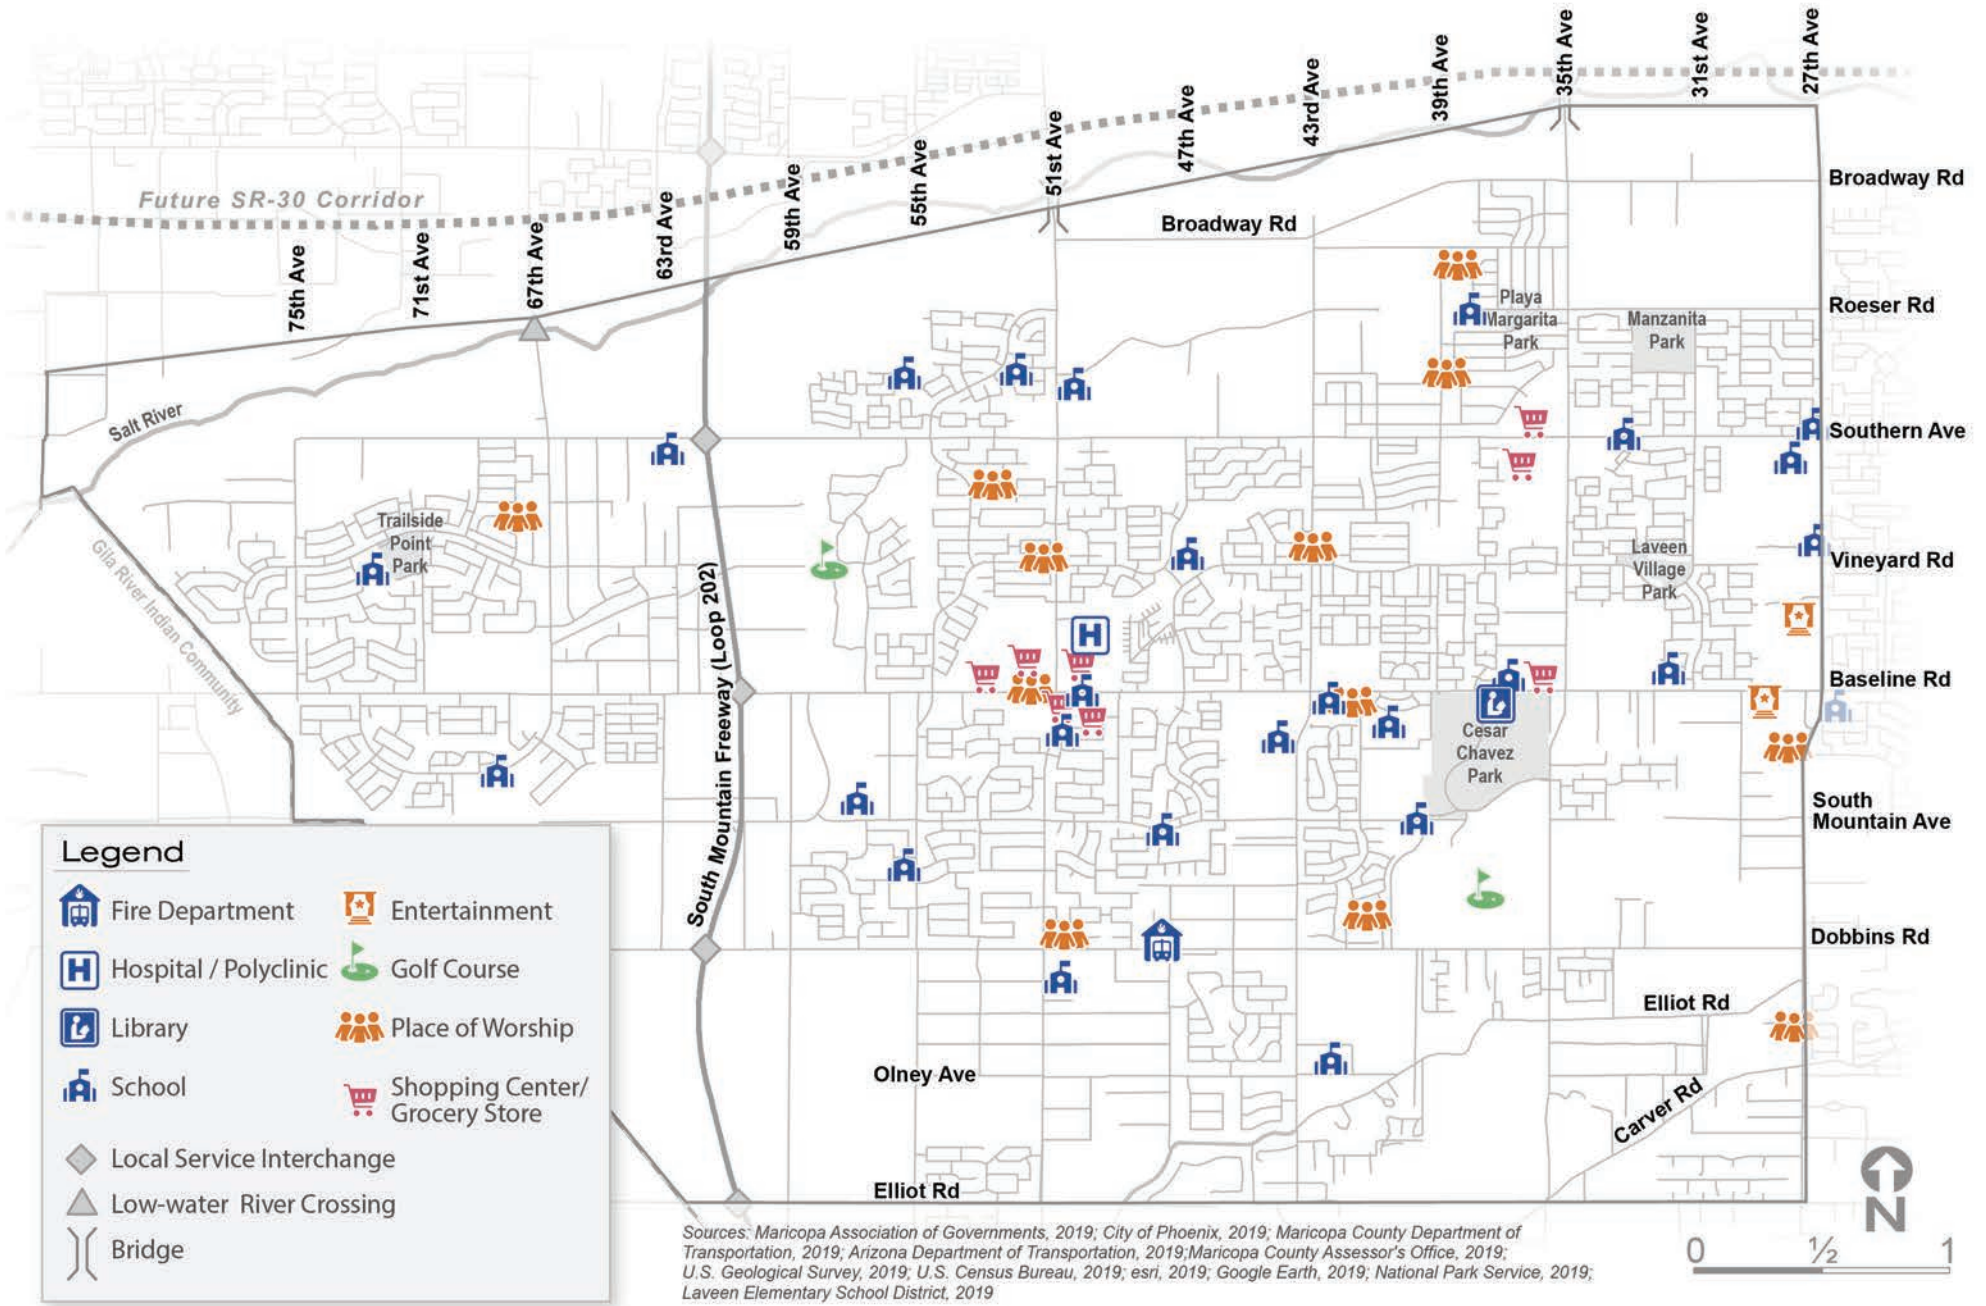 27th Ave
31st Ave
35th Ave
39th Ave
43rd Ave
47th Ave
51st Ave
55th Ave
59th Ave
63rd Ave
67th Ave
71st Ave
75th Ave
Future SR-30 Corridor
Broadway Rd
Broadway Rd
Playa
Margarita
Park
Manzanita
Park
Roeser Rd
Salt River
Southern Ave
Trailside
Point
Park
Gila River Indian Community
South Mountain Freeway (Loop 202)
Laveen
Village
Park
Vineyard Rd
H
Baseline Rd
Cesar
Chavez
Park
South
Mountain Ave
Dobbins Rd
Elliot Rd
Olney Ave
Carver Rd
Elliot Rd
Legend
Fire Department
Entertainment
H
Hospital / Polyclinic
Golf Course
Library
Place of Worship
School
Shopping Center/
Grocery Store
Local Service Interchange
Low-water River Crossing
Bridge
Sources: Maricopa Association of Governments, 2019; City of Phoenix, 2019; Maricopa County Department of
Transportation, 2019; Arizona Department of Transportation, 2019;Maricopa County Assessor's Office, 2019;
U.S. Geological Survey, 2019; U.S. Census Bureau, 2019; esri, 2019; Google Earth, 2019; National Park Service, 2019;
Laveen Elementary School District, 2019
N
0 ½ 1